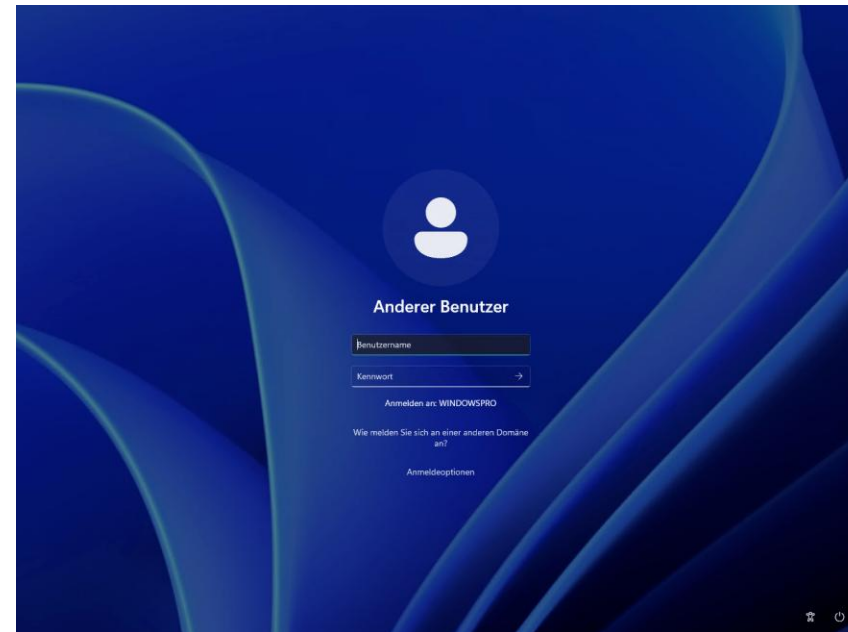 Anderer Benutzer
Benutzername
Kennwort
Anmelden an: WINDOWSPRO
Wie melden Sie sich an einer anderen Domäne
an?
Anmeldeoptionen